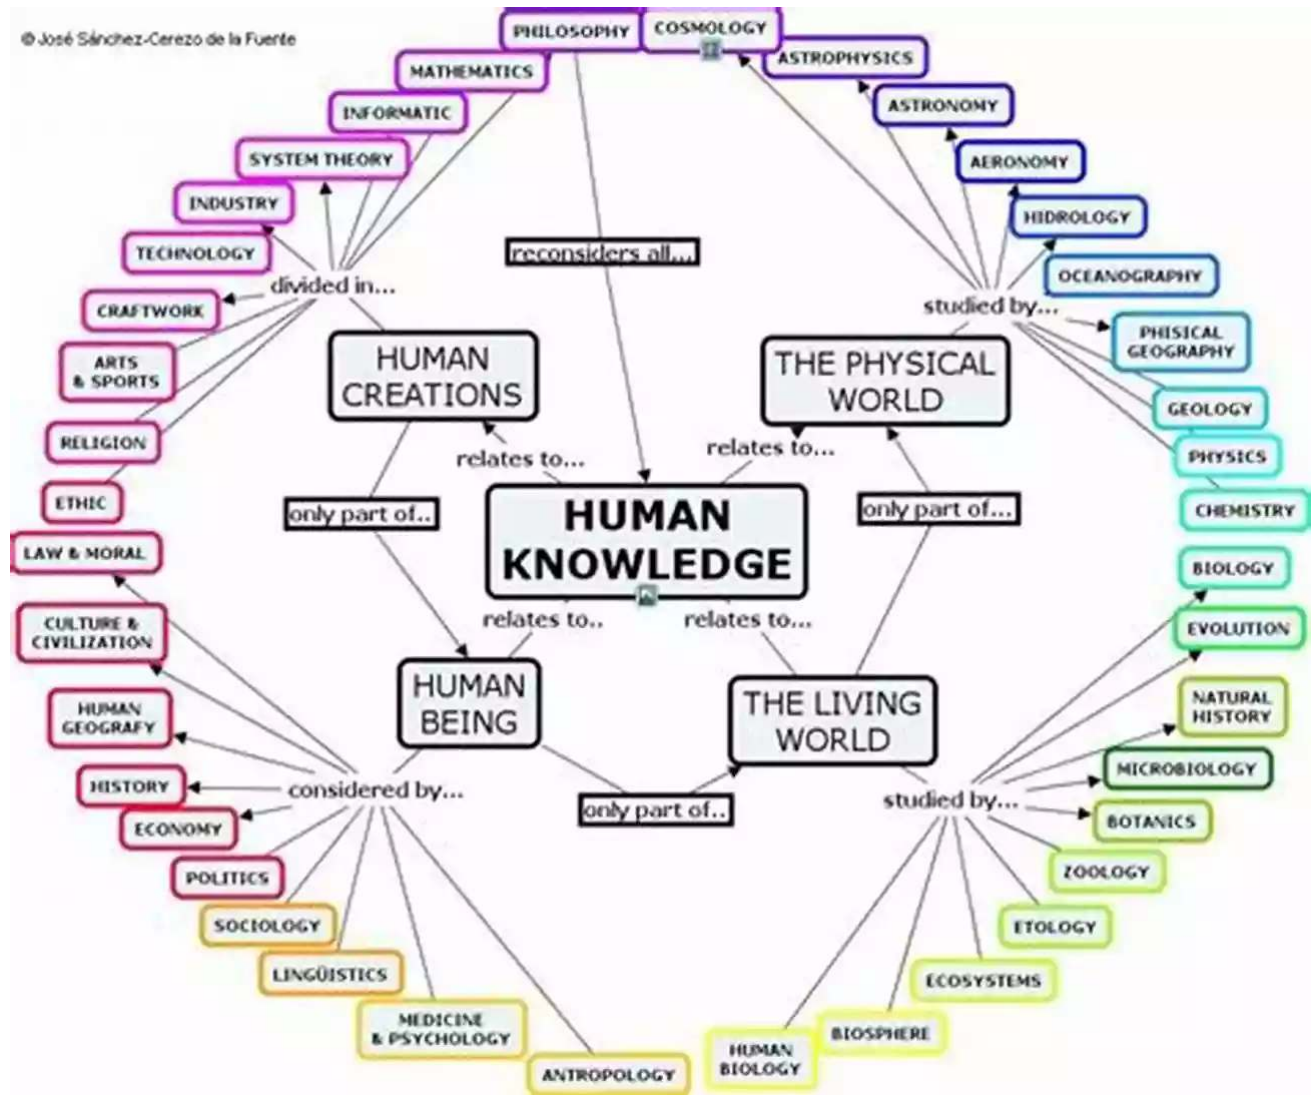 © José Sánchez-Cerezo de la Fuente
PHILOSOPHY
COSMOLOGY
MATHEMATICS
ASTROPHYSICS
INFORMATIC
ASTRONOMY
SYSTEM THEORY
AERONOMY
INDUSTRY
HIDROLOGY
TECHNOLOGY
OCEANOGRAPHY
reconsiders all...
divided in...
studied by...
CRAFTWORK
PHISICAL
GEOGRAPHY
ARTS
& SPORTS
HUMAN
CREATIONS
THE PHYSICAL
WORLD
GEOLOGY
RELIGION
relates to...
relates to...
PHYSICS
ETHIC
only part of..
HUMAN
KNOWLEDGE
only part of...
CHEMISTRY
LAW & MORAL
BIOLOGY
CULTURE &
CIVILIZATION
relates to..
relates to...
EVOLUTION
HUMAN
GEOGRAFY
HUMAN
BEING
THE LIVING
WORLD
NATURAL
HISTORY
HISTORY
considered by...
only part of..
studied by...
MICROBIOLOGY
ECONOMY
BOTANICS
POLITICS
ZOOLOGY
SOCIOLOGY
ETOLOGY
LINGÜISTICS
ECOSYSTEMS
MEDICINE
& PSYCHOLOGY
BIOSPHERE
ANTROPOLOGY
HUMAN
BIOLOGY